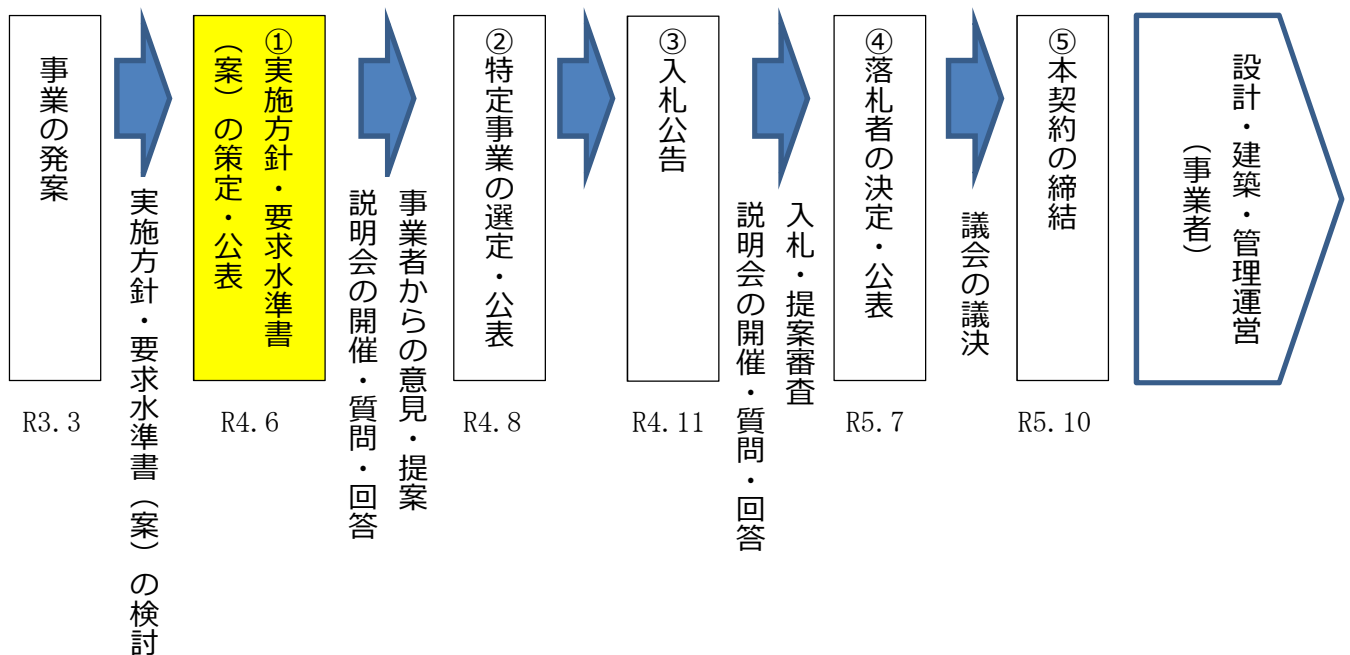 事業の発案
R3.3
実施方針・要求水準書（案）の検討
①実施方針・要求水準書
（案）の策定・公表
R4.6
事業者からの意見・提案
説明会の開催・質問・回答
②特定事業の選定・公表
R4.8
③入札公告
R4.11
入札・提案審査
説明会の開催・質問・回答
④落札者の決定・公表
R5.7
議会の議決
⑤本契約の締結
R5.10
設計・建築・管理運営
（事業者）